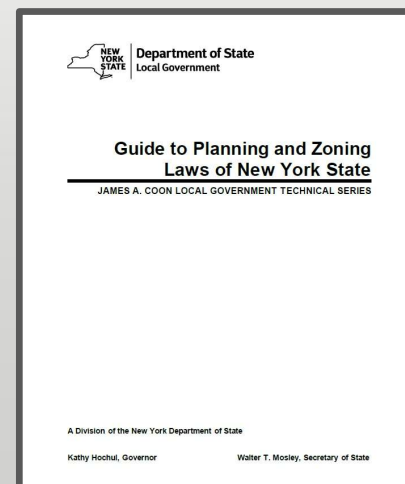 NEW
YORK
STATE
Department of State
Local Government
Guide to Planning and Zoning
Laws of New York State
JAMES A. COON LOCAL GOVERNMENT TECHNICAL SERIES
A Division of the New York Department of State
Kathy Hochul, Governor Walter T. Mosley, Secretary of State